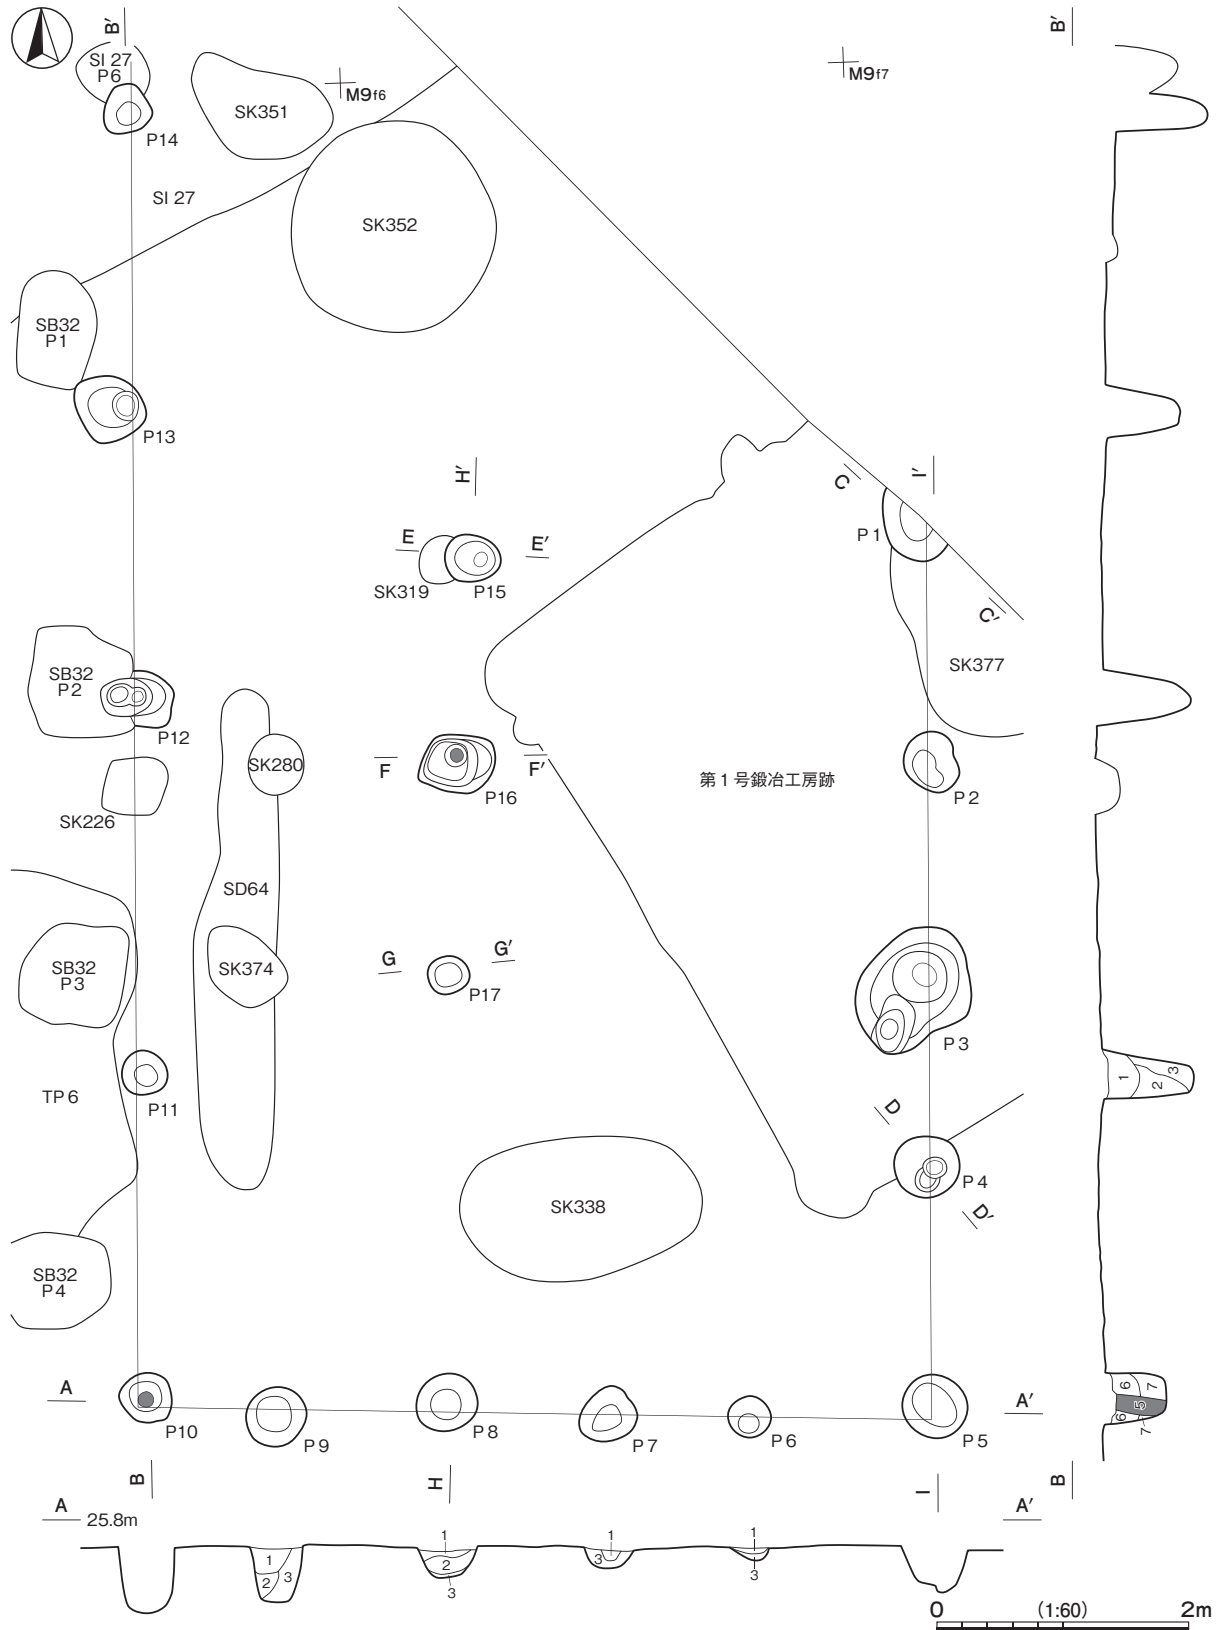 B′
B′
SI 27
P6
M9f6
M9f7
SK351
P14
SI 27
SK352
SB32
P1
P13
H′
C
I′
P1
E
E′
SK319
P15
C′
SK377
SB32
P2
P12
SK280
F
F′
P16
第1号鍛冶工房跡
P2
SK226
SD64
SB32
P3
SK374
G
G′
P17
P3
TP6
P11
1
2
3
D
P4
D′
SK338
SB32
P4
A
P10
P9
P8
P7
P6
P5
A′
6
7
5
6
7
B
H
I
B
A
25.8m
A′
1
2
3
1
2
3
1
3
1
3
0
(1:60)
2m